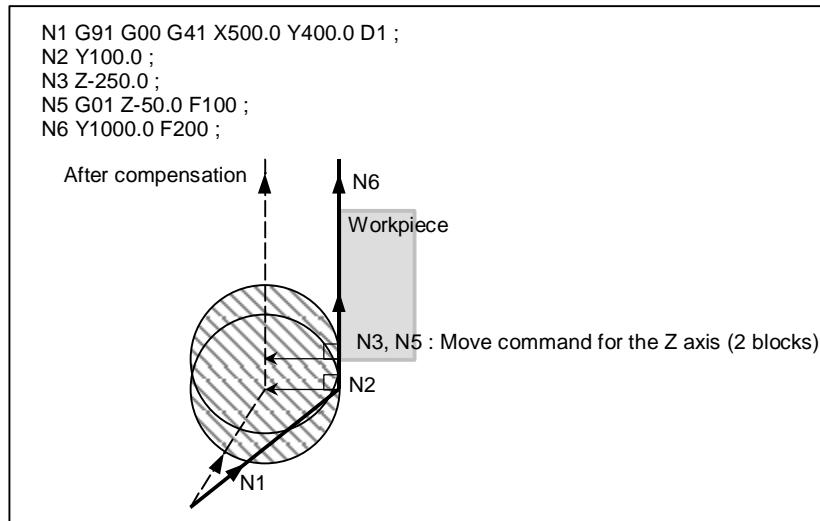 N1 G91 G00 G41 X500.0 Y400.0 D1 ;
N2 Y100.0 ;
N3 Z-250.0 ;
N5 G01 Z-50.0 F100 ;
N6 Y1000.0 F200 ;
After compensation
N6
Workpiece
N3, N5 : Move command for the Z axis (2 blocks)
N2
N1